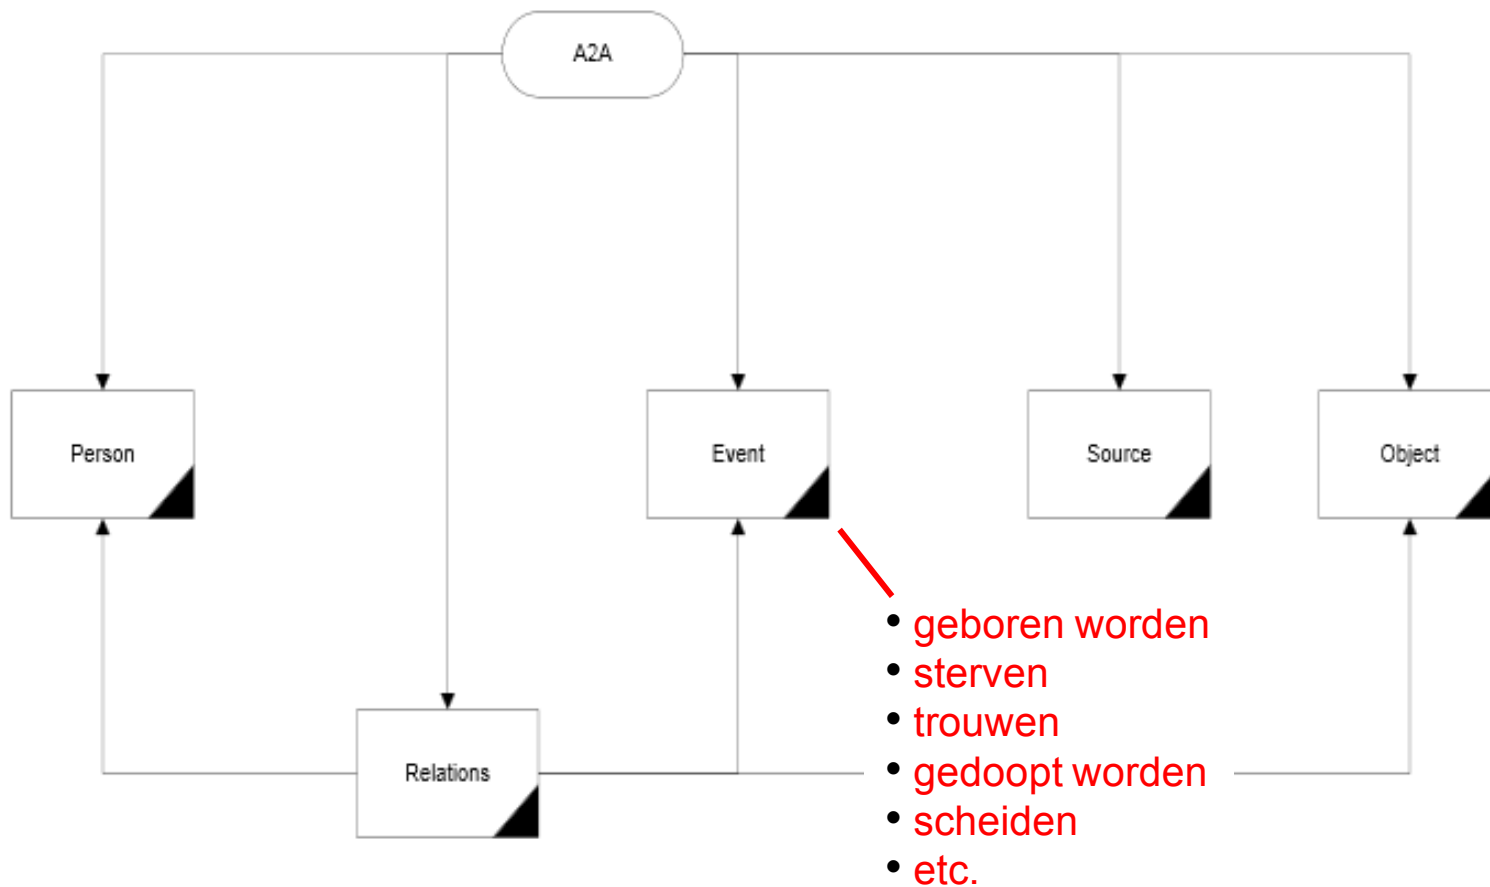 A2A
Person
Event
Source
Object
Relations
• geboren worden
• sterven
• trouwen
• gedoopt worden
• scheiden
• etc.